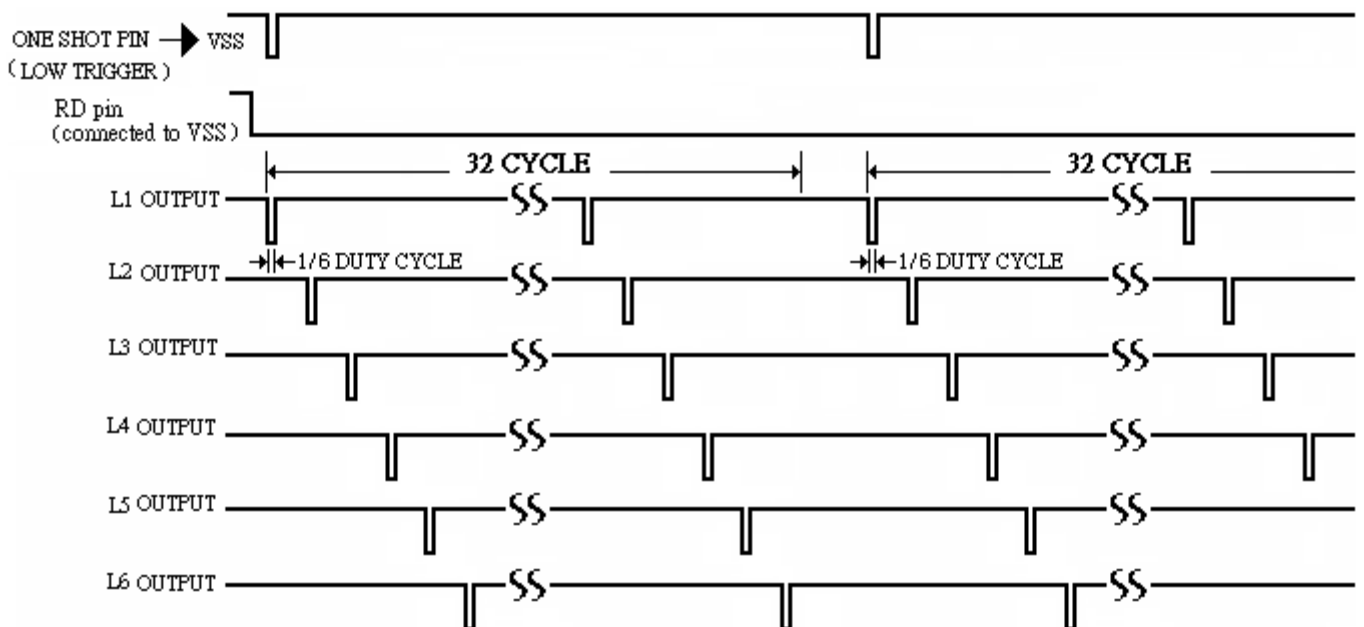 ONE SHOT PIN VSS
(LOW TRIGGER)
RD pin
(connected to VSS)
32 CYCLE 32 CYCLE
L1 OUTPUT
1/6 DUTY CYCLE 1/6 DUTY CYCLE
L2 OUTPUT
L3 OUTPUT
L4 OUTPUT
L5 OUTPUT
L6 OUTPUT